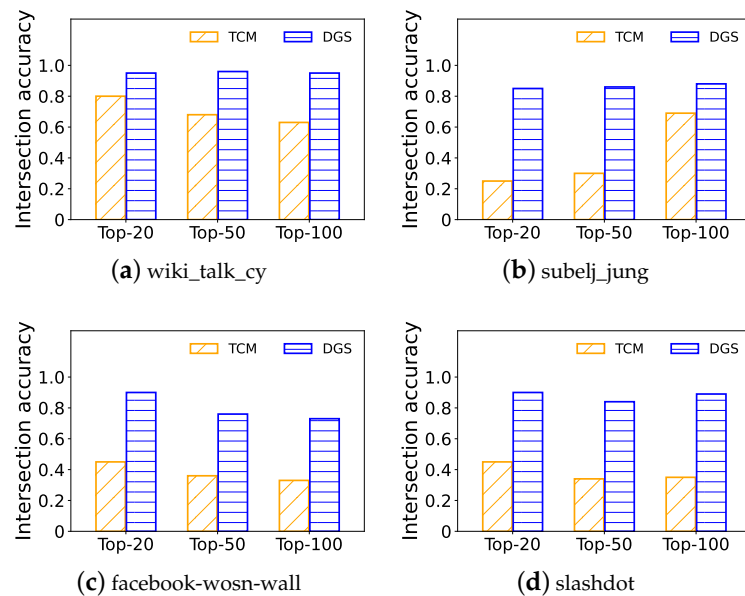 TCM DGS
Intersection accuracy
1.0
0.8
0.6
0.4
0.2
0
Top-20 Top-50 Top-100
(a) wiki_talk_cy
TCM DGS
Intersection accuracy
1.0
0.8
0.6
0.4
0.2
0
Top-20 Top-50 Top-100
(b) subelj_jung
TCM DGS
Intersection accuracy
1.0
0.8
0.6
0.4
0.2
0
Top-20 Top-50 Top-100
(c) facebook-wosn-wall
TCM DGS
Intersection accuracy
1.0
0.8
0.6
0.4
0.2
0
Top-20 Top-50 Top-100
(d) slashdot